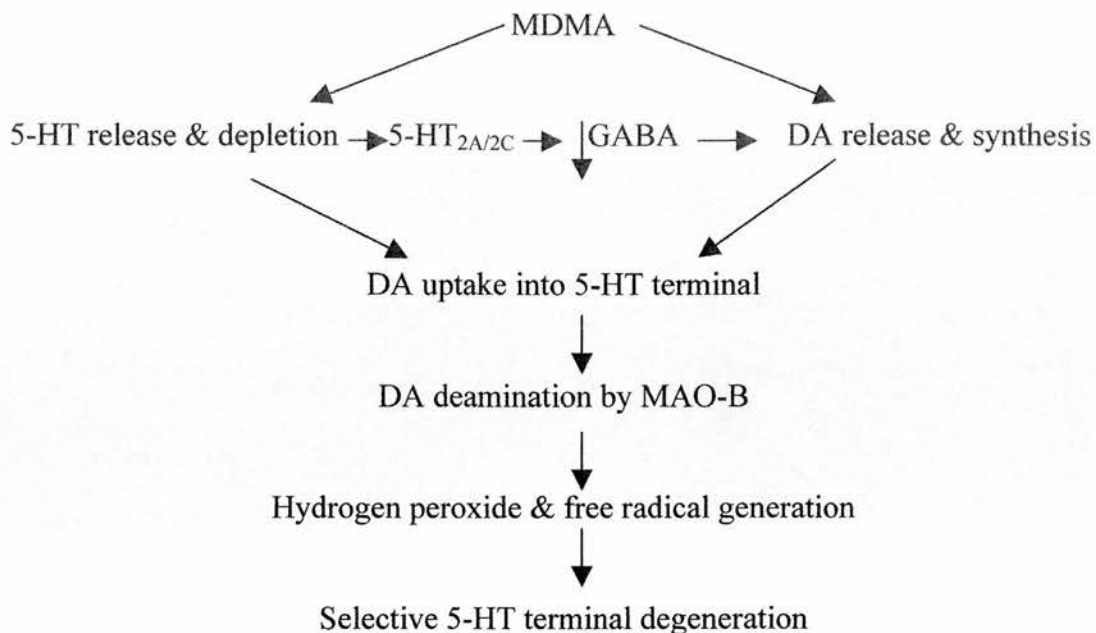 MDMA
5-HT release & depletion 5-HT2A/2C GABA DA release & synthesis
DA uptake into 5-HT terminal
DA deamination by MAO-B
Hydrogen peroxide & free radical generation
Selective 5-HT terminal degeneration